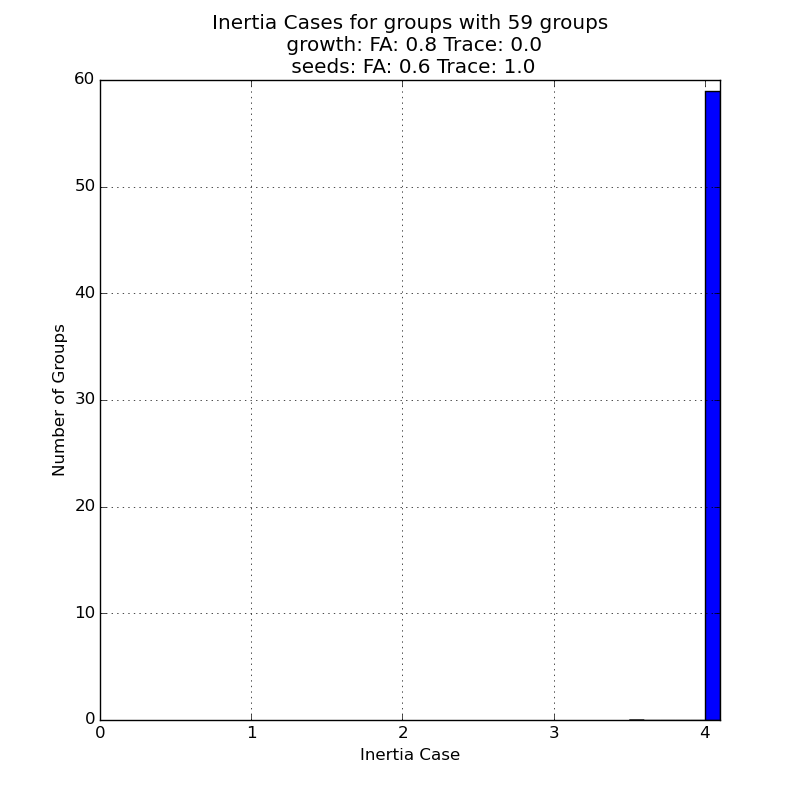 Inertia Cases for groups with 59 groups
growth: FA: 0.8 Trace: 0.0
seeds: FA: 0.6 Trace: 1.0
60
50
40
30
20
10
0
Number of Groups
0 1 2 3 4
Inertia Case